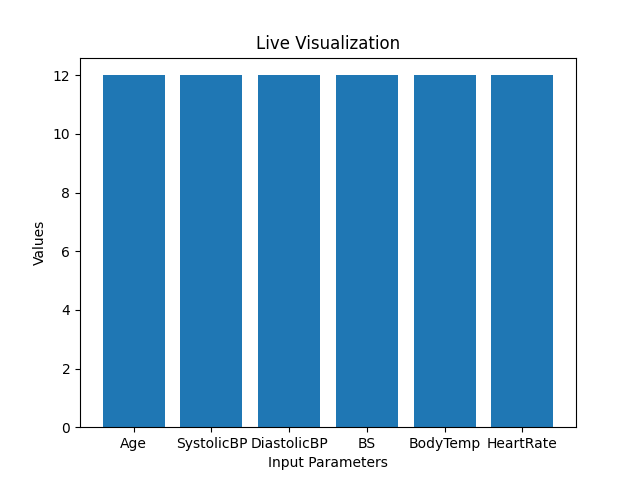 Live Visualization
12
10
8
6
4
2
0
Values
Age SystolicBP DiastolicBP BS BodyTemp HeartRate
Input Parameters